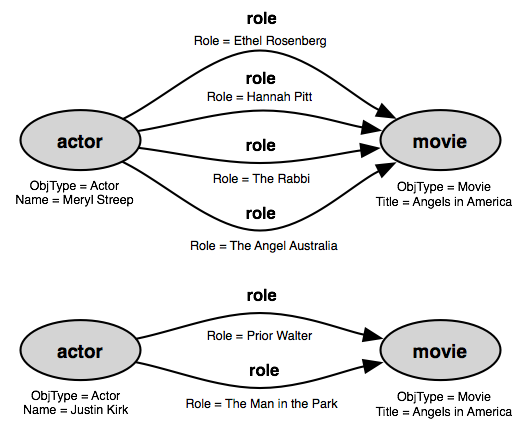 role
Role = Ethel Rosenberg
role
Role = Hannah Pitt
actor
movie
role
Role = The Rabbi
ObjType = Actor
Name = Meryl Streep
ObjType = Movie
Title = Angels in America
role
Role = The Angel Australia
role
Role = Prior Walter
actor
movie
role
Role = The Man in the Park
ObjType = Actor
Name = Justin Kirk
ObjType = Movie
Title = Angels in America